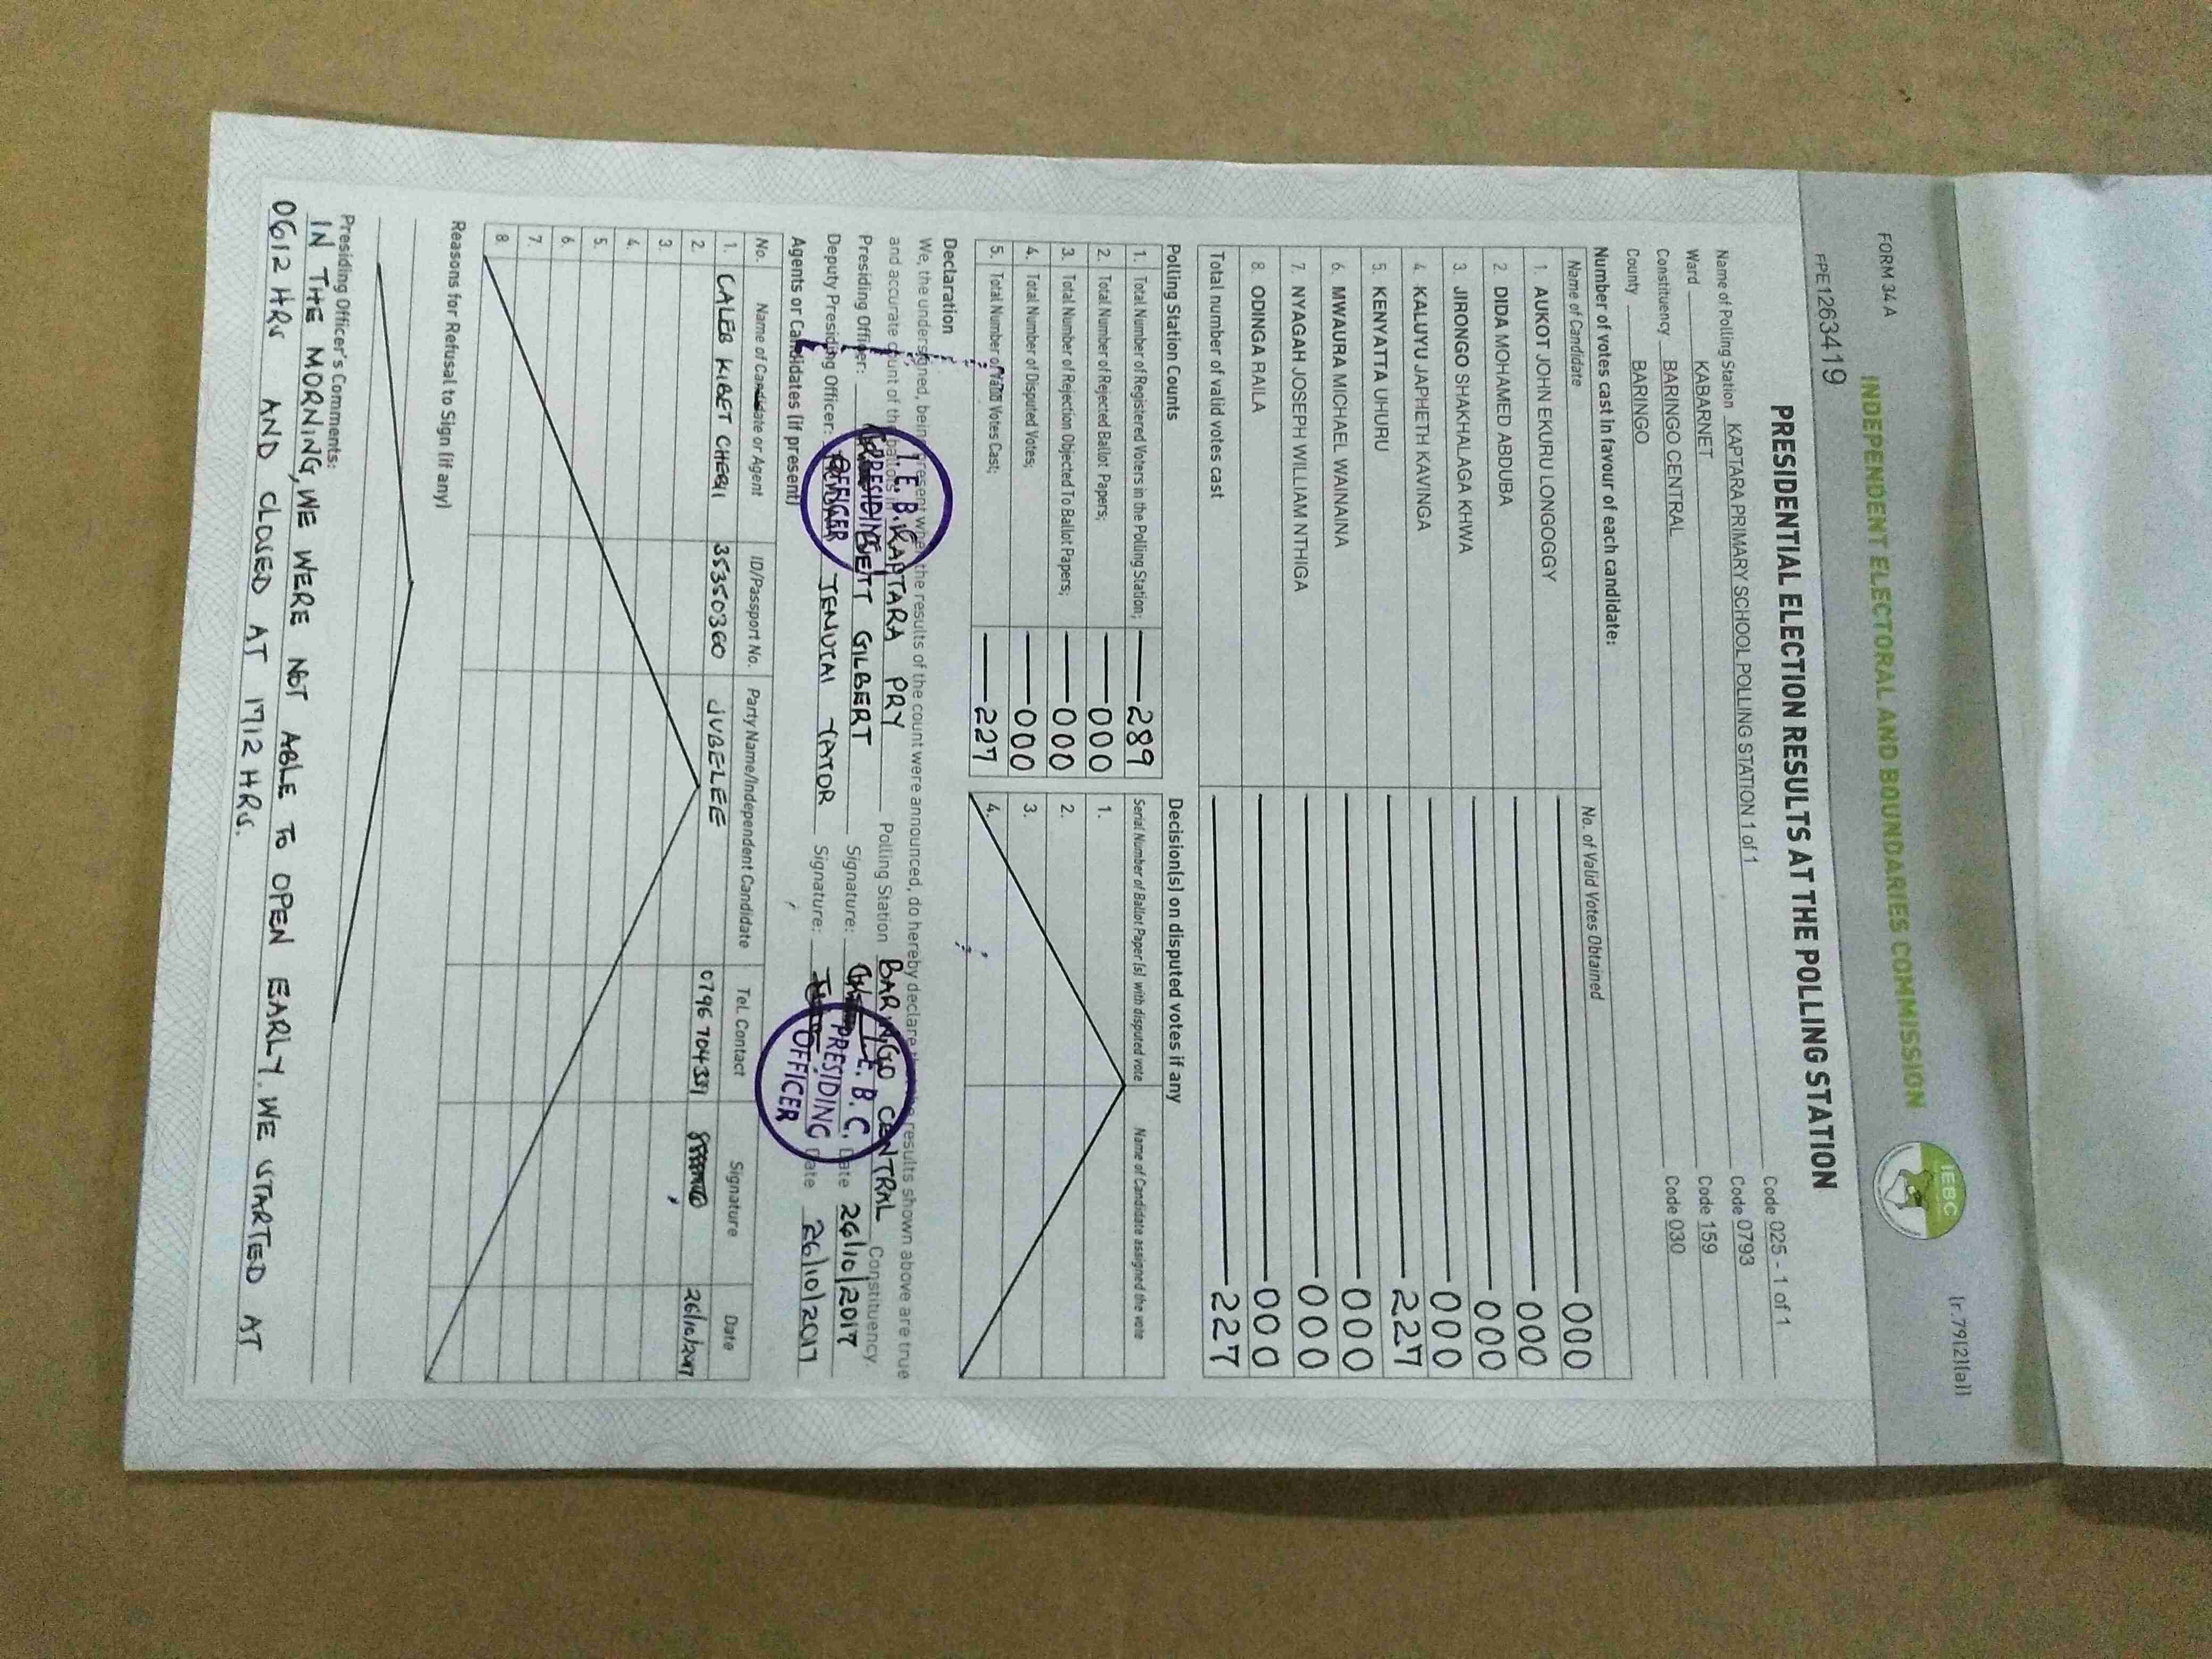 FORM 34 A
[r.79(2)(a)]
INDEPENDENT ELECTORAL AND BOUNDARIES COMMISSION
IEBC
FPE1263419
PRESIDENTIAL ELECTION RESULTS AT THE POLLING STATION
Name of Polling Station KAPTARA PRIMARY SCHOOL POLLING STATION 1 of 1 Code 025 - 1 of 1
Ward KABARNET Code 0793
Constituency BARINGO CENTRAL Code 159
County BARINGO Code 030
Number of votes cast in favour of each candidate:
Name of Candidate No. of Valid Votes Obtained
000
1. AUKOT JOHN EKURU LONGOGGY 000
2. DIDA MOHAMED ABDUBA 000
3. JIRONGO SHAKHALAGA KHWA 000
4. KALUYU JAPHETH KAVINGA 227
5. KENYATTA UHURU 000
6. MWAURA MICHAEL WAINAINA 000
7. NYAGAH JOSEPH WILLIAM NTHIGA 000
8. ODINGA RAILA
Total number of valid votes cast 227
Polling Station Counts
1. Total Number of Registered Voters in the Polling Station; 289
2. Total Number of Rejected Ballot Papers; 000
3. Total Number of Rejection Objected To Ballot Papers; 000
4. Total Number of Disputed Votes; 000
5. Total Number of Valid Votes Cast; 227
Decision(s) on disputed votes if any
Serial Number of Ballot Paper (s) with disputed vote Name of Candidate assigned the vote
1.
2.
3.
4.
Declaration
We, the undersigned, being present when the results of the count were announced, do hereby declare the results shown above are true
and accurate count of the ballots KAPTARA PRY Polling Station BARINGO CENTRAL Constituency.
Presiding Officer: BETT GILBERT Signature: Date 26/10/2017
Deputy Presiding Officer: JENUTAI TATOR Signature: Date 26/10/2017
I. E. B. C.
PRESIDING
OFFICER
I. E. B. C.
PRESIDING
OFFICER
Agents or Candidates (if present)
No. Name of Candidate or Agent ID/Passport No. Party Name/Independent Candidate Tel. Contact Signature Date
1. CALEB KIBET CHEBII 35350360 JUBELEE 0796704331 26/10/2017
2.
3.
4.
5.
6.
7.
8.
Reasons for Refusal to Sign (if any)
Presiding Officer's Comments:
IN THE MORNING, WE WERE NOT ABLE TO OPEN EARLY. WE STARTED AT
0612 HRS AND CLOSED AT 1712 HRS.